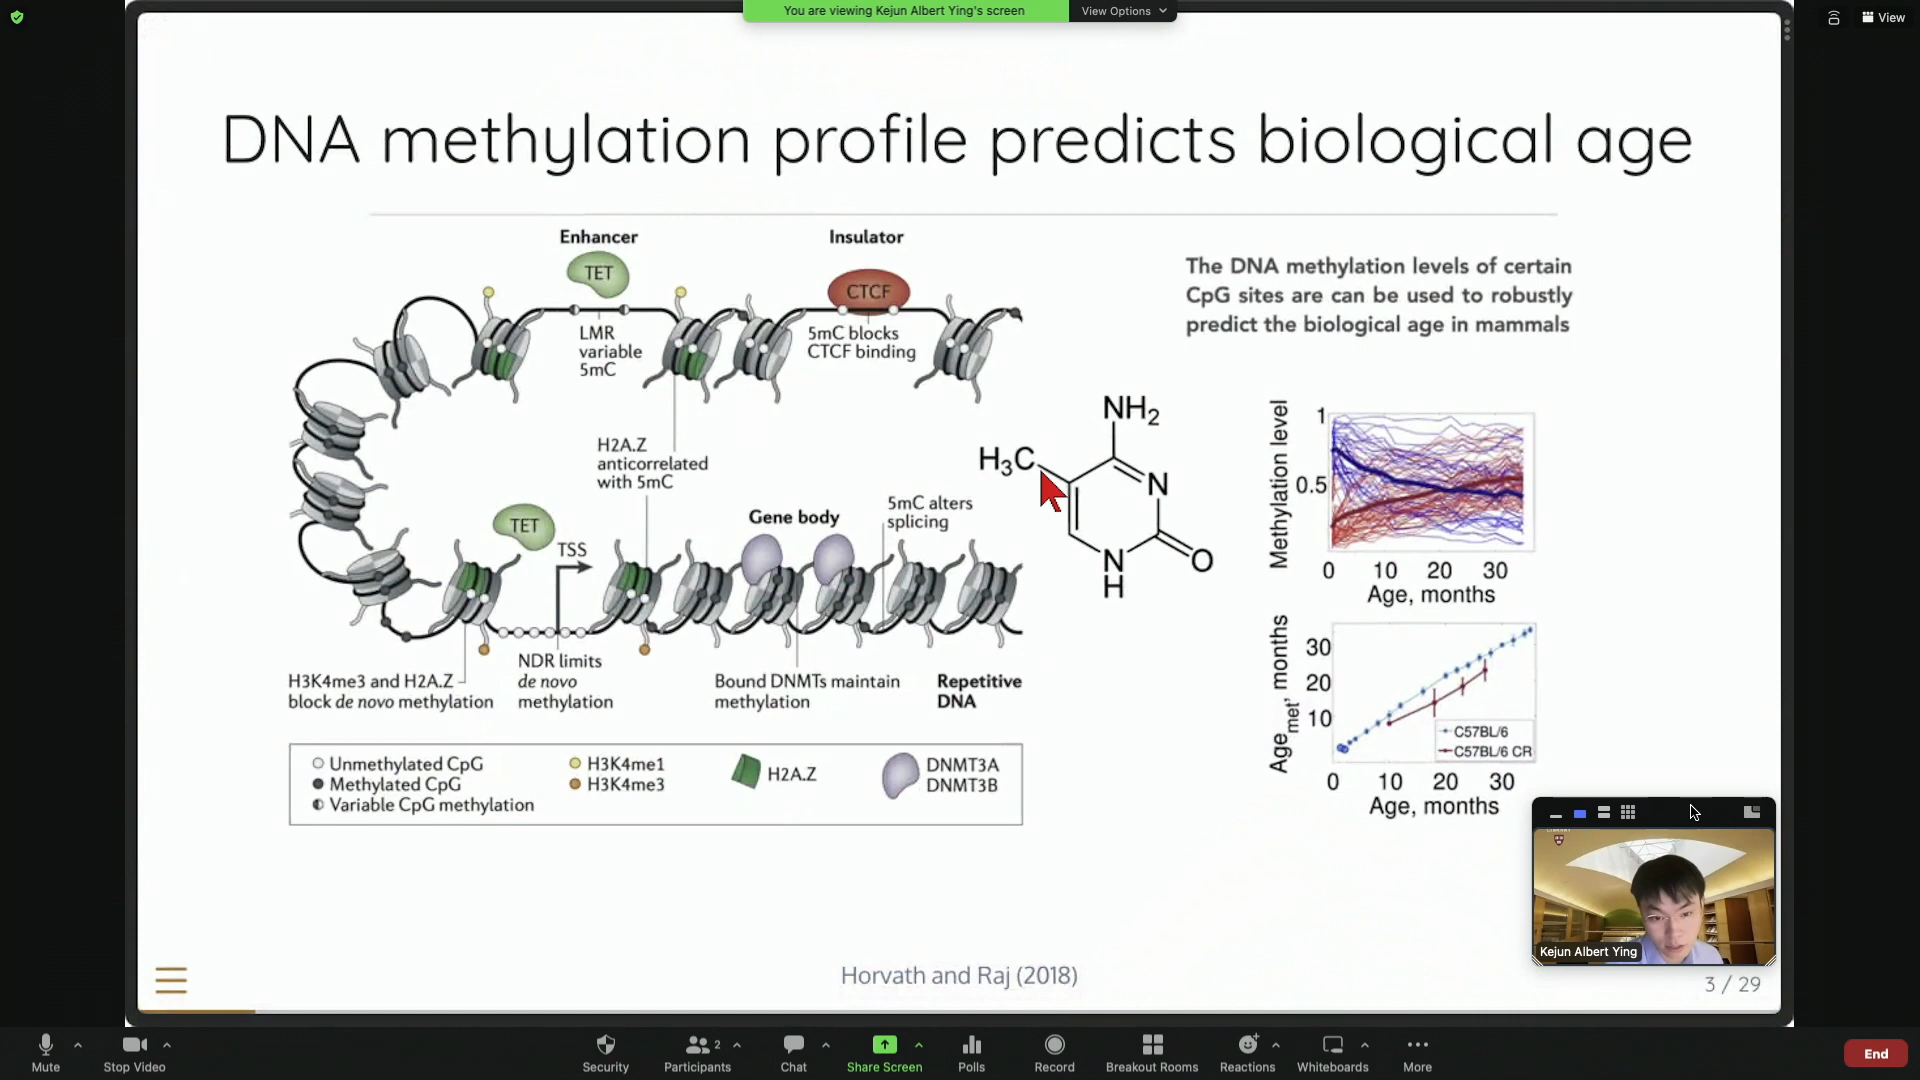 You are viewing Kejun Albert Ying's screen
View Options
View
DNA methylation profile predicts biological age
Enhancer
Insulator
TET
CTCF
LMR
variable
5mC
5mC blocks
CTCF binding
The DNA methylation levels of certain
CpG sites are can be used to robustly
predict the biological age in mammals
H2A.Z
anticorrelated
with 5mC
NH2
H3C
N
N
H
O
TET
TSS
Gene body
5mC alters
splicing
H3K4me3 and H2A.Z
block de novo methylation
NDR limits
de novo
methylation
Bound DNMTs maintain
methylation
Repetitive
DNA
Unmethylated CpG
Methylated CpG
Variable CpG methylation
H3K4me1
H3K4me3
H2A.Z
DNMT3A
DNMT3B
Methylation level
1
0.5
0 10 20 30
Age, months
Agemet, months
30
20
10
C57BL/6
C57BL/6 CR
0 10 20 30
Age, months
Kejun Albert Ying
Horvath and Raj (2018)
3 / 29
Mute
Stop Video
Security
Participants
2
Chat
Share Screen
Polls
Record
Breakout Rooms
Reactions
Whiteboards
More
End